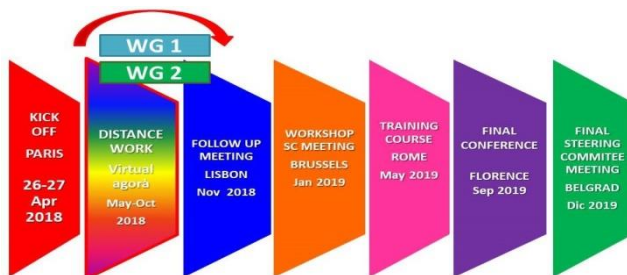 WG 1
WG 2
KICK
OFF
PARIS
26-27
Apr
2018
DISTANCE
WORK
Virtual
agorà
May-Oct
2018
FOLLOW UP
MEETING
LISBON
Nov 2018
WORKSHOP
SC MEETING
BRUSSELS
Jan 2019
TRAINING
COURSE
ROME
May 2019
FINAL
CONFERENCE
FLORENCE
Sep 2019
FINAL
STEERING
COMMITEE
MEETING
BELGRAD
Dic 2019